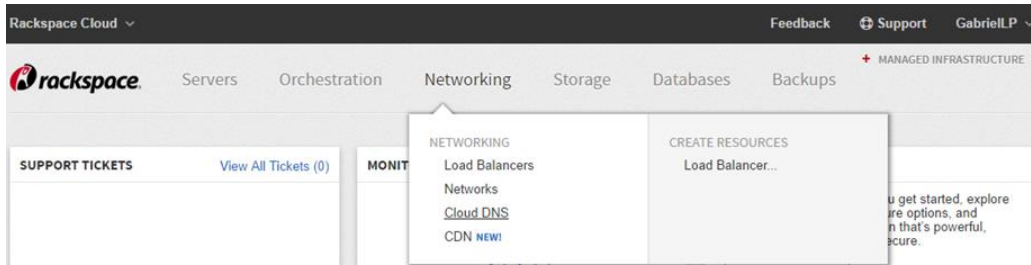 Rackspace Cloud
Feedback Support GabrielLP
+ MANAGED INFRASTRUCTURE
rackspace. Servers Orchestration Networking Storage Databases Backups
NETWORKING
Load Balancers
Networks
Cloud DNS
CDN NEW!
CREATE RESOURCES
Load Balancer...
SUPPORT TICKETS View All Tickets (0)
MONIT
get started, explore
options, and
that's powerful,